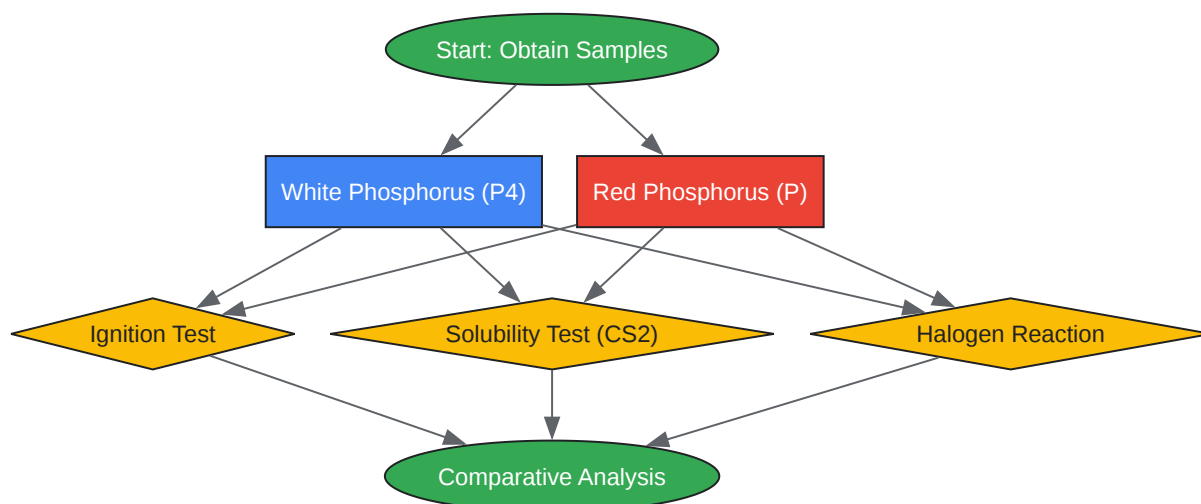 Start: Obtain Samples
White Phosphorus (P4)
Red Phosphorus (P)
Ignition Test
Solubility Test (CS2)
Halogen Reaction
Comparative Analysis